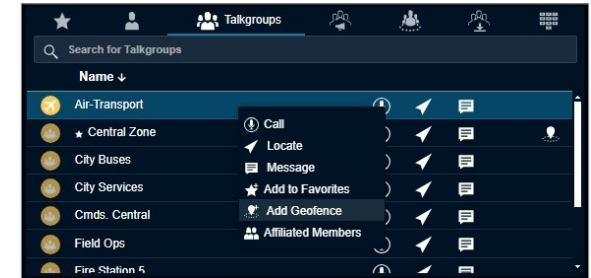 Talkgroups
Search for Talkgroups
Name ↓
Air-Transport
Central Zone
City Buses
City Services
Cmds. Central
Field Ops
Fire Station 5
Call
Locate
Message
Add to Favorites
Add Geofence
Affiliated Members